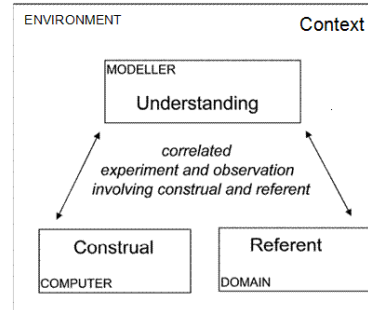 ENVIRONMENT
Context
MODELLER
Understanding
correlated
experiment and observation
involving construal and referent
Construal
COMPUTER
Referent
DOMAIN